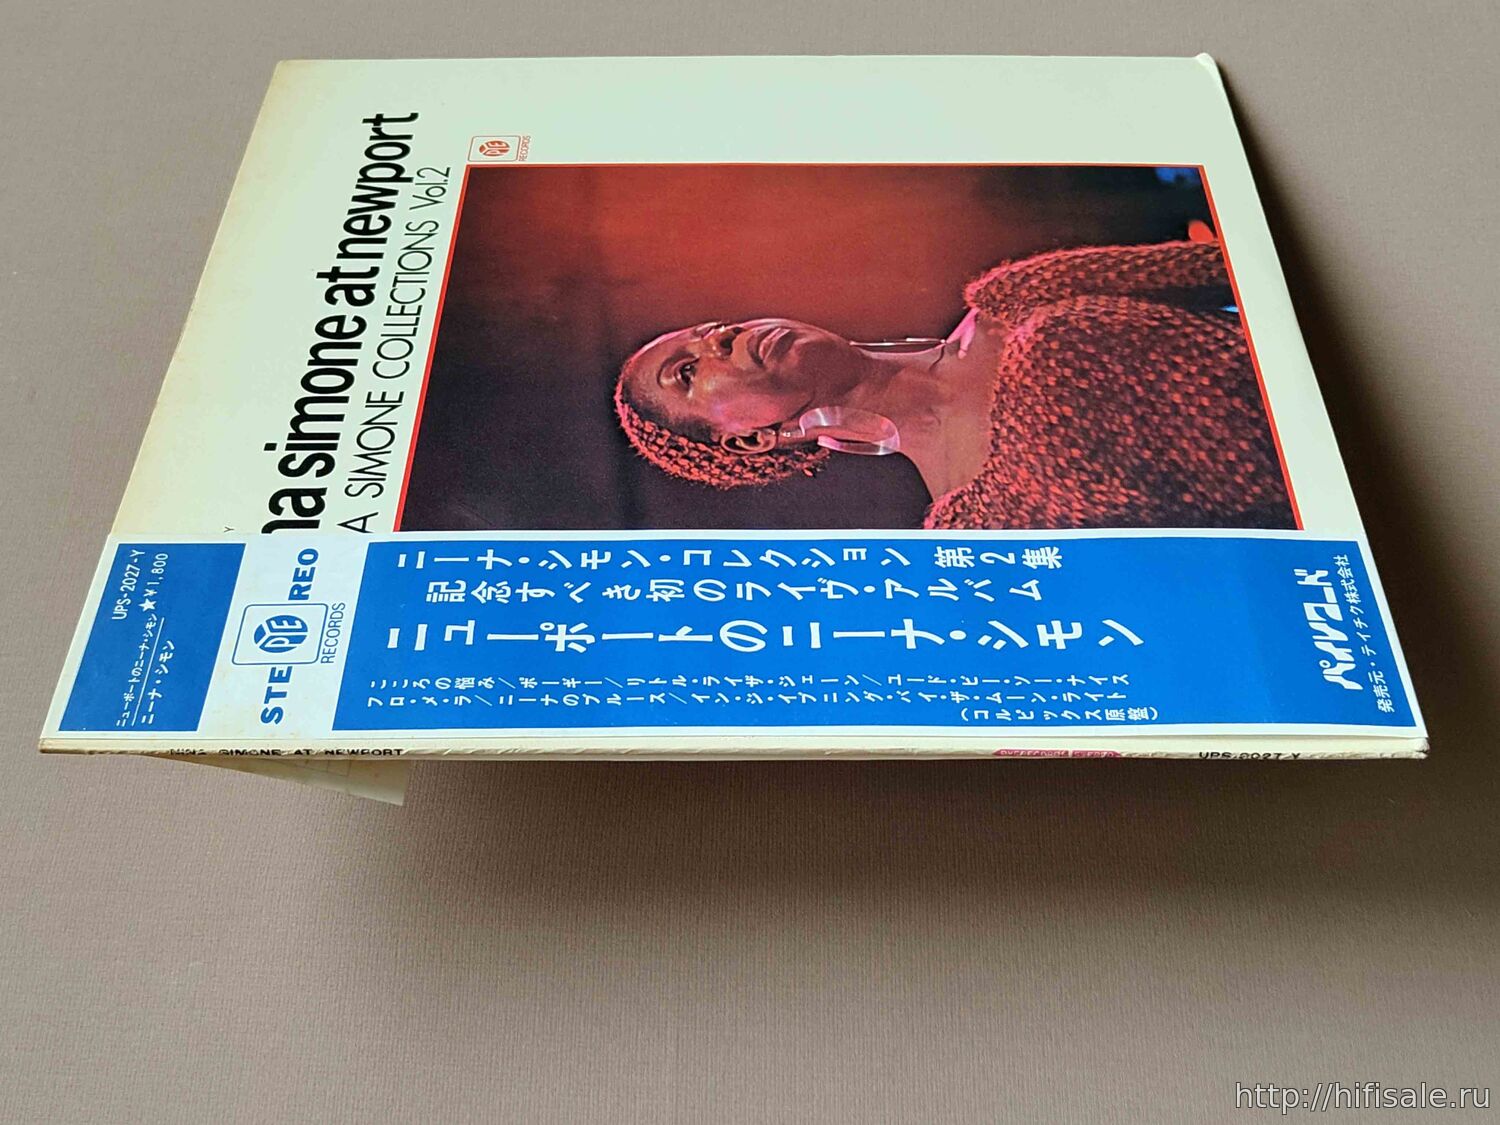 na simone at newport
A SIMONE COLLECTIONS Vol.2
PYE
RECORDS
Y
UPS-2027-Y
ニューポートのニーナ・シモン ★¥1,800
ニーナ・シモン
STEREO
PYE
RECORDS
ニーナ・シモン・コレクション 第2集
記念すべき初のライヴ・アルバム
ニューポートのニーナ・シモン
こころの悩み/ポーギー/リトル・ライザ・ジェーン/ユード・ビー・ソー・ナイス
フロ・メ・ラ/ニーナのブルース/イン・ジ・イブニング・バイ・ザ・ムーン・ライト
(コルピックス原盤)
パイレコード
発売元・テイチク株式会社
NINA SIMONE AT NEWPORT
UPS-2027-Y
http://hifisale.ru